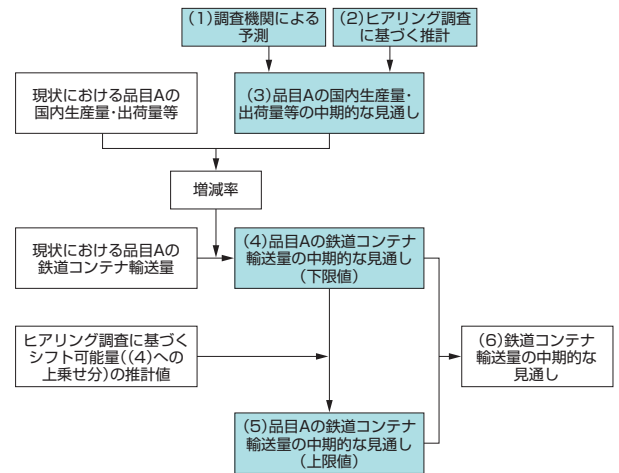 (1)調査機関による
予測
(2)ヒアリング調査
に基づく推計
現状における品目Aの
国内生産量・出荷量等
(3)品目Aの国内生産量・
出荷量等の中期的な見通し
増減率
現状における品目Aの
鉄道コンテナ輸送量
(4)品目Aの鉄道コンテナ
輸送量の中期的な見通し
(下限値)
ヒアリング調査に基づく
シフト可能量((4)への
上乗せ分)の推計値
(6)鉄道コンテナ
輸送量の中期的な
見通し
(5)品目Aの鉄道コンテナ
輸送量の中期的な見通し
(上限値)